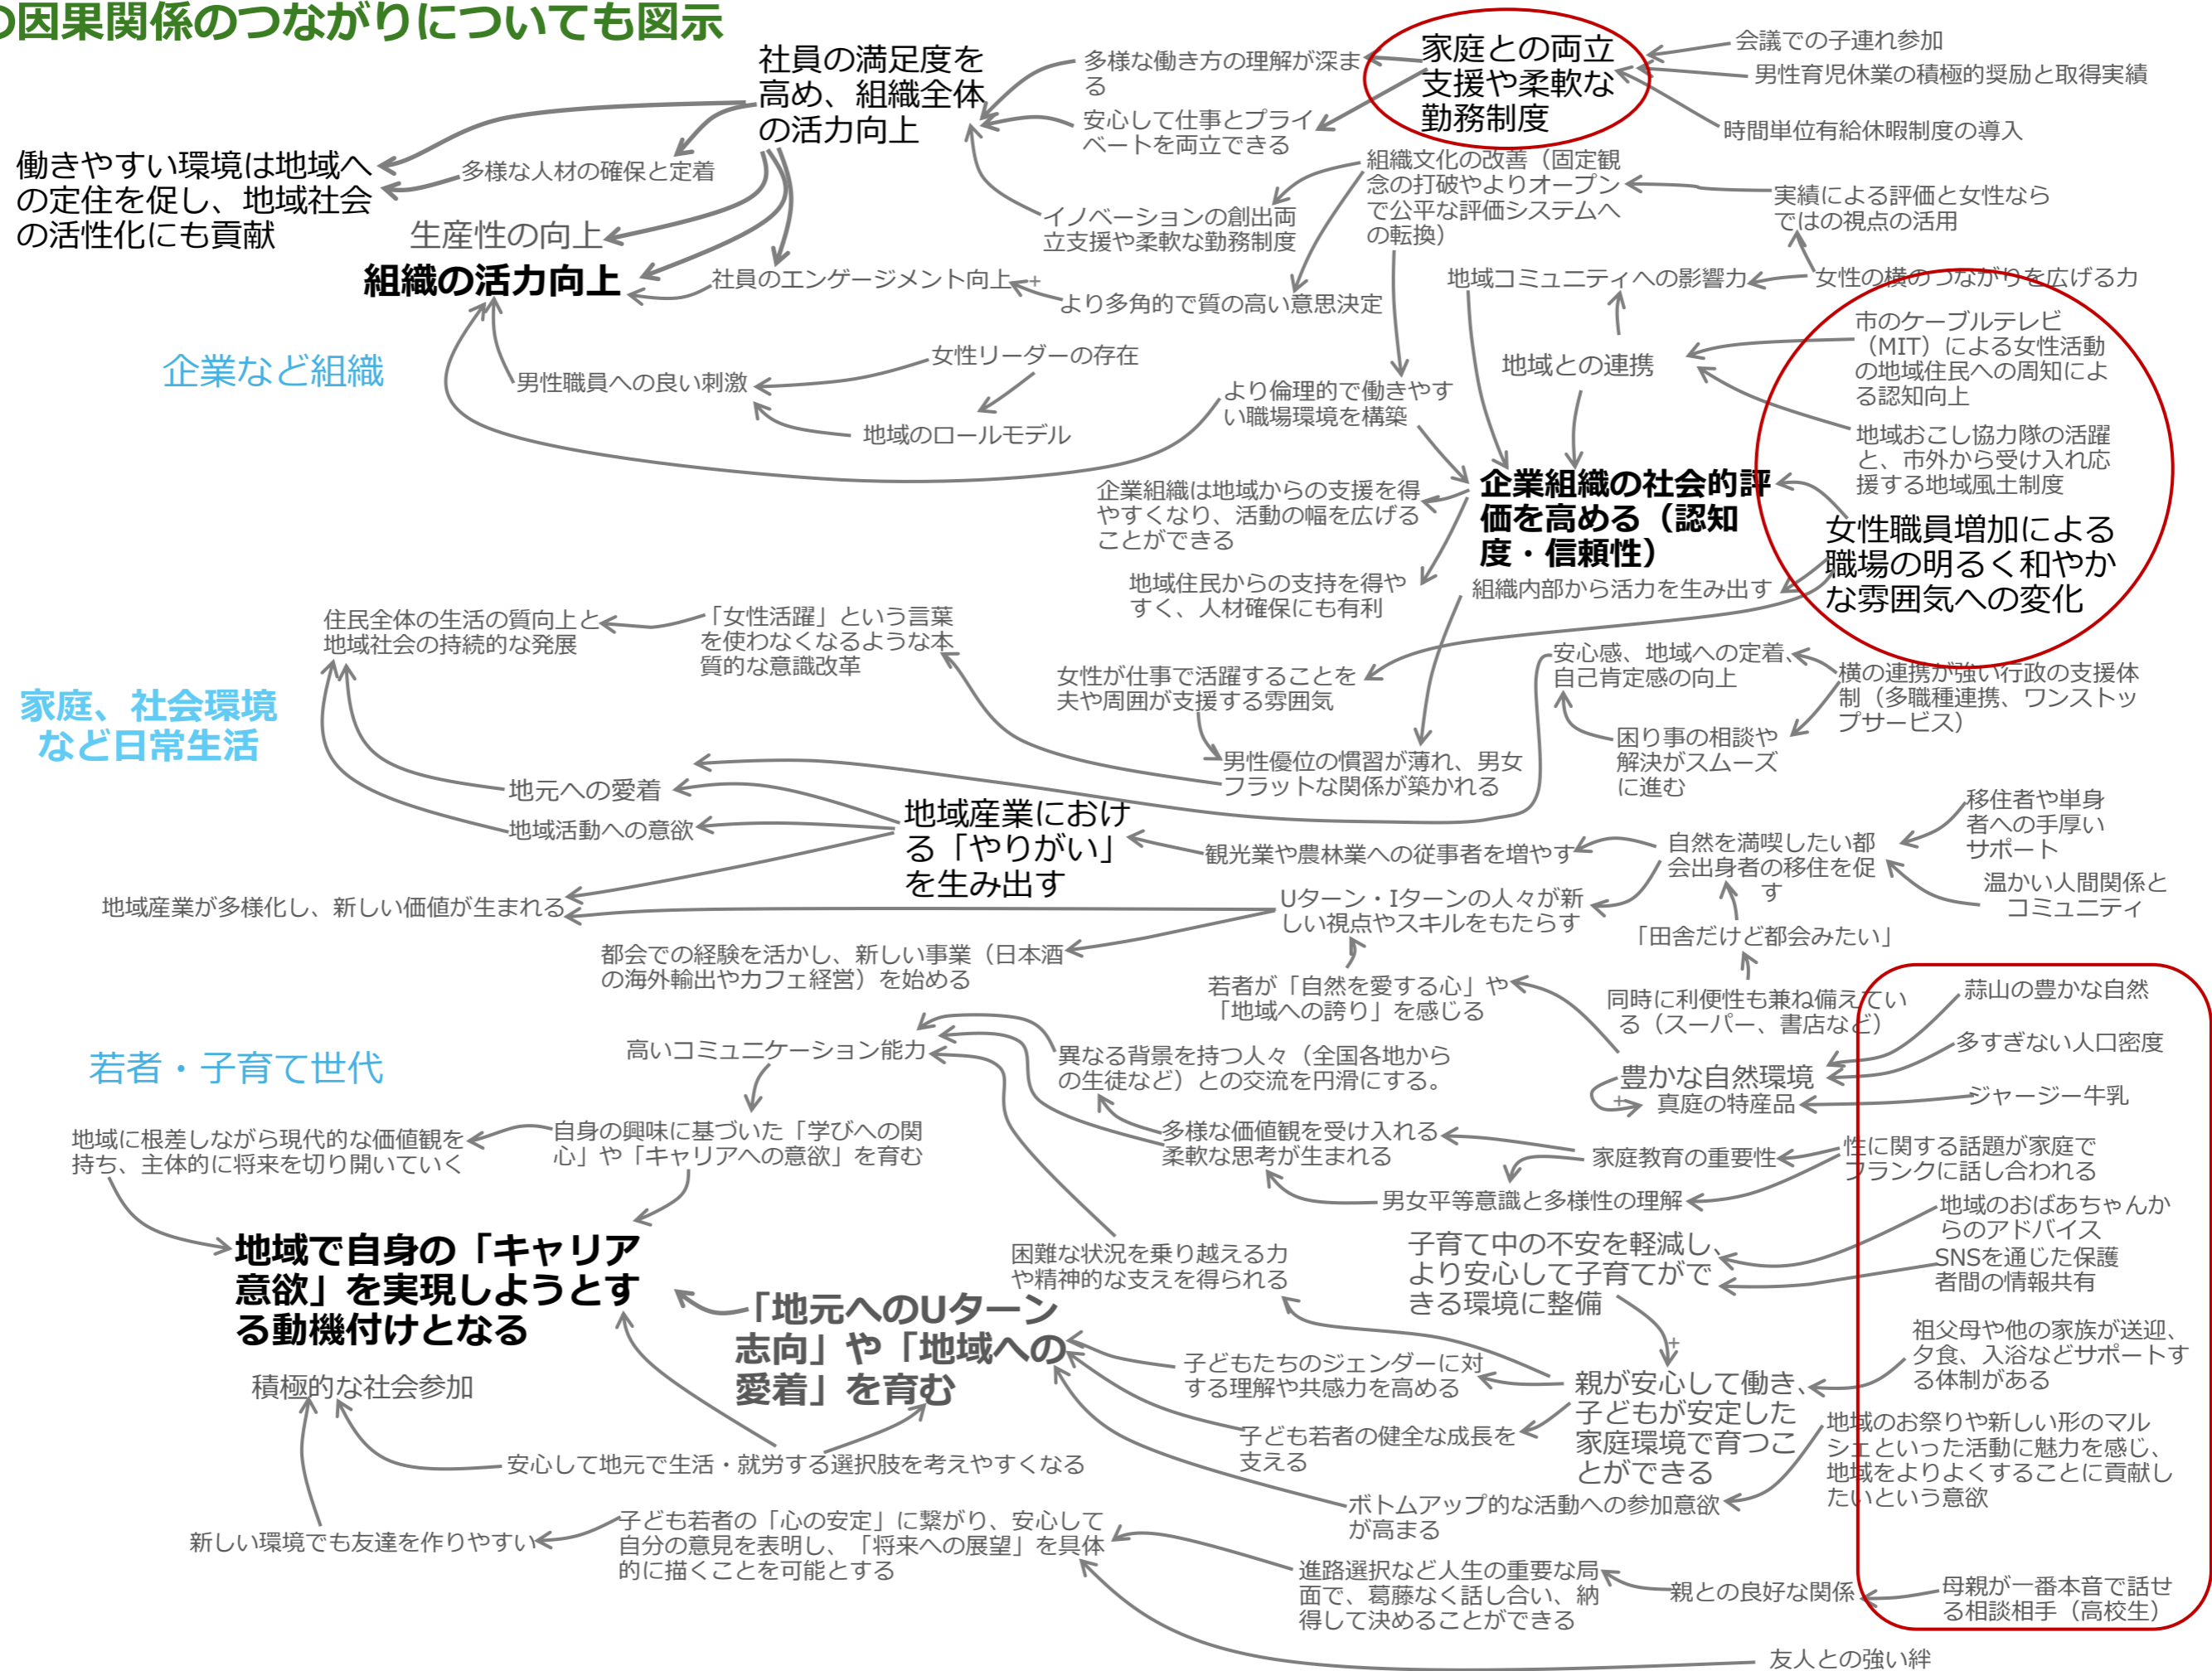 の因果関係のつながりについても図示
社員の満足度を
高め、組織全体
の活力向上
多様な働き方の理解が深ま
る
安心して仕事とプライ
ベートを両立できる
家庭との両立
支援や柔軟な
勤務制度
会議での子連れ参加
男性育児休業の積極的奨励と取得実績
時間単位有給休暇制度の導入
働きやすい環境は地域へ
の定住を促し、地域社会
の活性化にも貢献
多様な人材の確保と定着
生産性の向上
組織の活力向上
社員のエンゲージメント向上
+
イノベーションの創出両
立支援や柔軟な勤務制度
組織文化の改善（固定観
念の打破やよりオープン
で公平な評価システムへ
の転換）
実績による評価と女性なら
ではの視点の活用
より多角的で質の高い意思決定
地域コミュニティへの影響力
女性の横のつながりを広げる力
企業など組織
男性職員への良い刺激
女性リーダーの存在
地域のロールモデル
より倫理的で働きやす
い職場環境を構築
地域との連携
市のケーブルテレビ
（MIT）による女性活動
の地域住民への周知によ
る認知向上
地域おこし協力隊の活躍
と、市外から受け入れ応
援する地域風土制度
企業組織は地域からの支援を得
やすくなり、活動の幅を広げる
ことができる
企業組織の社会的評
価を高める（認知
度・信頼性）
女性職員増加による
職場の明るく和やか
な雰囲気への変化
地域住民からの支持を得や
すく、人材確保にも有利
組織内部から活力を生み出す
住民全体の生活の質向上と
地域社会の持続的な発展
「女性活躍」という言葉
を使わなくなるような本
質的な意識改革
女性が仕事で活躍することを
夫や周囲が支援する雰囲気
安心感、地域への定着、
自己肯定感の向上
横の連携が強い行政の支援体
制（多職種連携、ワンストッ
プサービス）
家庭、社会環境
など日常生活
困り事の相談や
解決がスムーズ
に進む
男性優位の慣習が薄れ、男女
フラットな関係が築かれる
地元への愛着
地域活動への意欲
地域産業におけ
る「やりがい」
を生み出す
観光業や農林業への従事者を増やす
自然を満喫したい都
会出身者の移住を促
す
移住者や単身
者への手厚い
サポート
温かい人間関係と
コミュニティ
地域産業が多様化し、新しい価値が生まれる
Uターン・Iターンの人々が新
しい視点やスキルをもたらす
「田舎だけど都会みたい」
都会での経験を活かし、新しい事業（日本酒
の海外輸出やカフェ経営）を始める
若者が「自然を愛する心」や
「地域への誇り」を感じる
同時に利便性も兼ね備えてい
る（スーパー、書店など）
蒜山の豊かな自然
多すぎない人口密度
ジャージー牛乳
若者・子育て世代
高いコミュニケーション能力
異なる背景を持つ人々（全国各地から
の生徒など）との交流を円滑にする。
豊かな自然環境
+
真庭の特産品
地域に根差しながら現代的な価値観を
持ち、主体的に将来を切り開いていく
自身の興味に基づいた「学びへの関
心」や「キャリアへの意欲」を育む
多様な価値観を受け入れる
柔軟な思考が生まれる
家庭教育の重要性
性に関する話題が家庭で
フランクに話し合われる
男女平等意識と多様性の理解
地域のおばあちゃんか
らのアドバイス
SNSを通じた保護
者間の情報共有
地域で自身の「キャリア
意欲」を実現しようとす
る動機付けとなる
困難な状況を乗り越える力
や精神的な支えを得られる
子育て中の不安を軽減し、
より安心して子育てがで
きる環境に整備
+
「地元へのUターン
志向」や「地域への
愛着」を育む
祖父母や他の家族が送迎、
夕食、入浴などサポートす
る体制がある
子どもたちのジェンダーに対
する理解や共感力を高める
親が安心して働き、
子どもが安定した
家庭環境で育つこ
とができる
積極的な社会参加
子ども若者の健全な成長を
支える
地域のお祭りや新しい形のマル
シェといった活動に魅力を感じ、
地域をよりよくすることに貢献し
たいという意欲
安心して地元で生活・就労する選択肢を考えやすくなる
ボトムアップ的な活動への参加意欲
が高まる
新しい環境でも友達を作りやすい
子ども若者の「心の安定」に繋がり、安心して
自分の意見を表明し、「将来への展望」を具体
的に描くことを可能とする
進路選択など人生の重要な局
面で、葛藤なく話し合い、納
得して決めることができる
親との良好な関係
母親が一番本音で話せ
る相談相手（高校生）
友人との強い絆